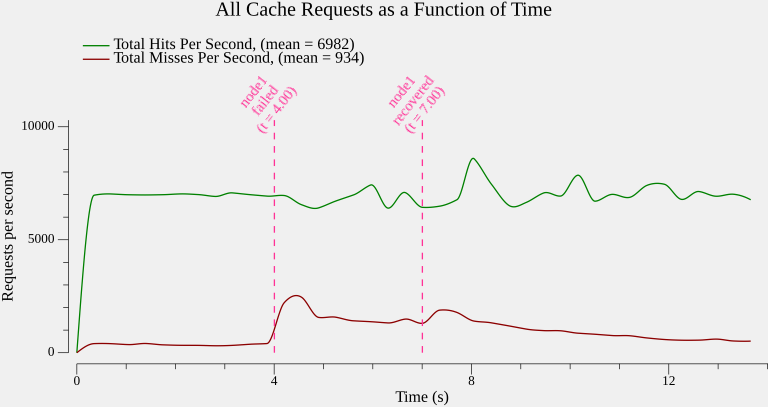 All Cache Requests as a Function of Time
Total Hits Per Second, (mean = 6982)
Total Misses Per Second, (mean = 934)
node1
failed
(t = 4.00)
node1
recovered
(t = 7.00)
10000
5000
0
Requests per second
0
4
8
12
Time (s)